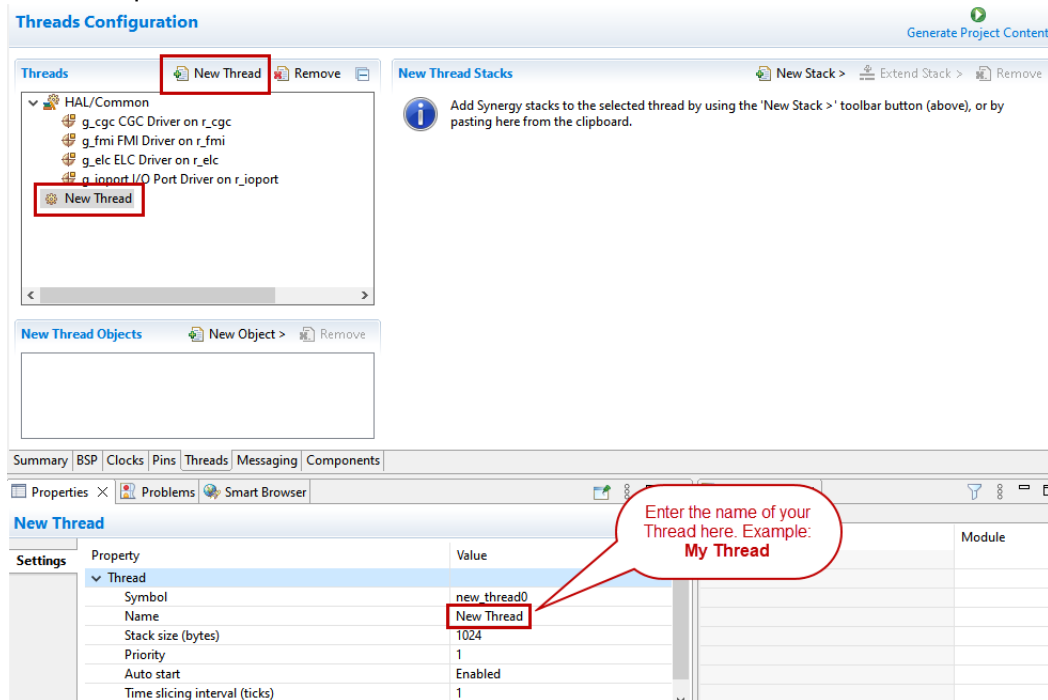 Threads Configuration
Generate Project Content
Threads
New Thread
Remove
New Thread Stacks
New Stack >
Extend Stack >
Remove
HAL/Common
g_cgc CGC Driver on r_cgc
g_fmi FMI Driver on r_fmi
g_elc ELC Driver on r_elc
g_ioport I/O Port Driver on r_ioport
New Thread
Add Synergy stacks to the selected thread by using the 'New Stack >' toolbar button (above), or by
pasting here from the clipboard.
New Thread Objects
New Object >
Remove
Summary BSP Clocks Pins Threads Messaging Components
Properties Problems Smart Browser
New Thread
Enter the name of your
Thread here. Example:
My Thread
Module
Settings
Property Value
Thread
Symbol new_thread0
Name New Thread
Stack size (bytes) 1024
Priority 1
Auto start Enabled
Time slicing interval (ticks) 1